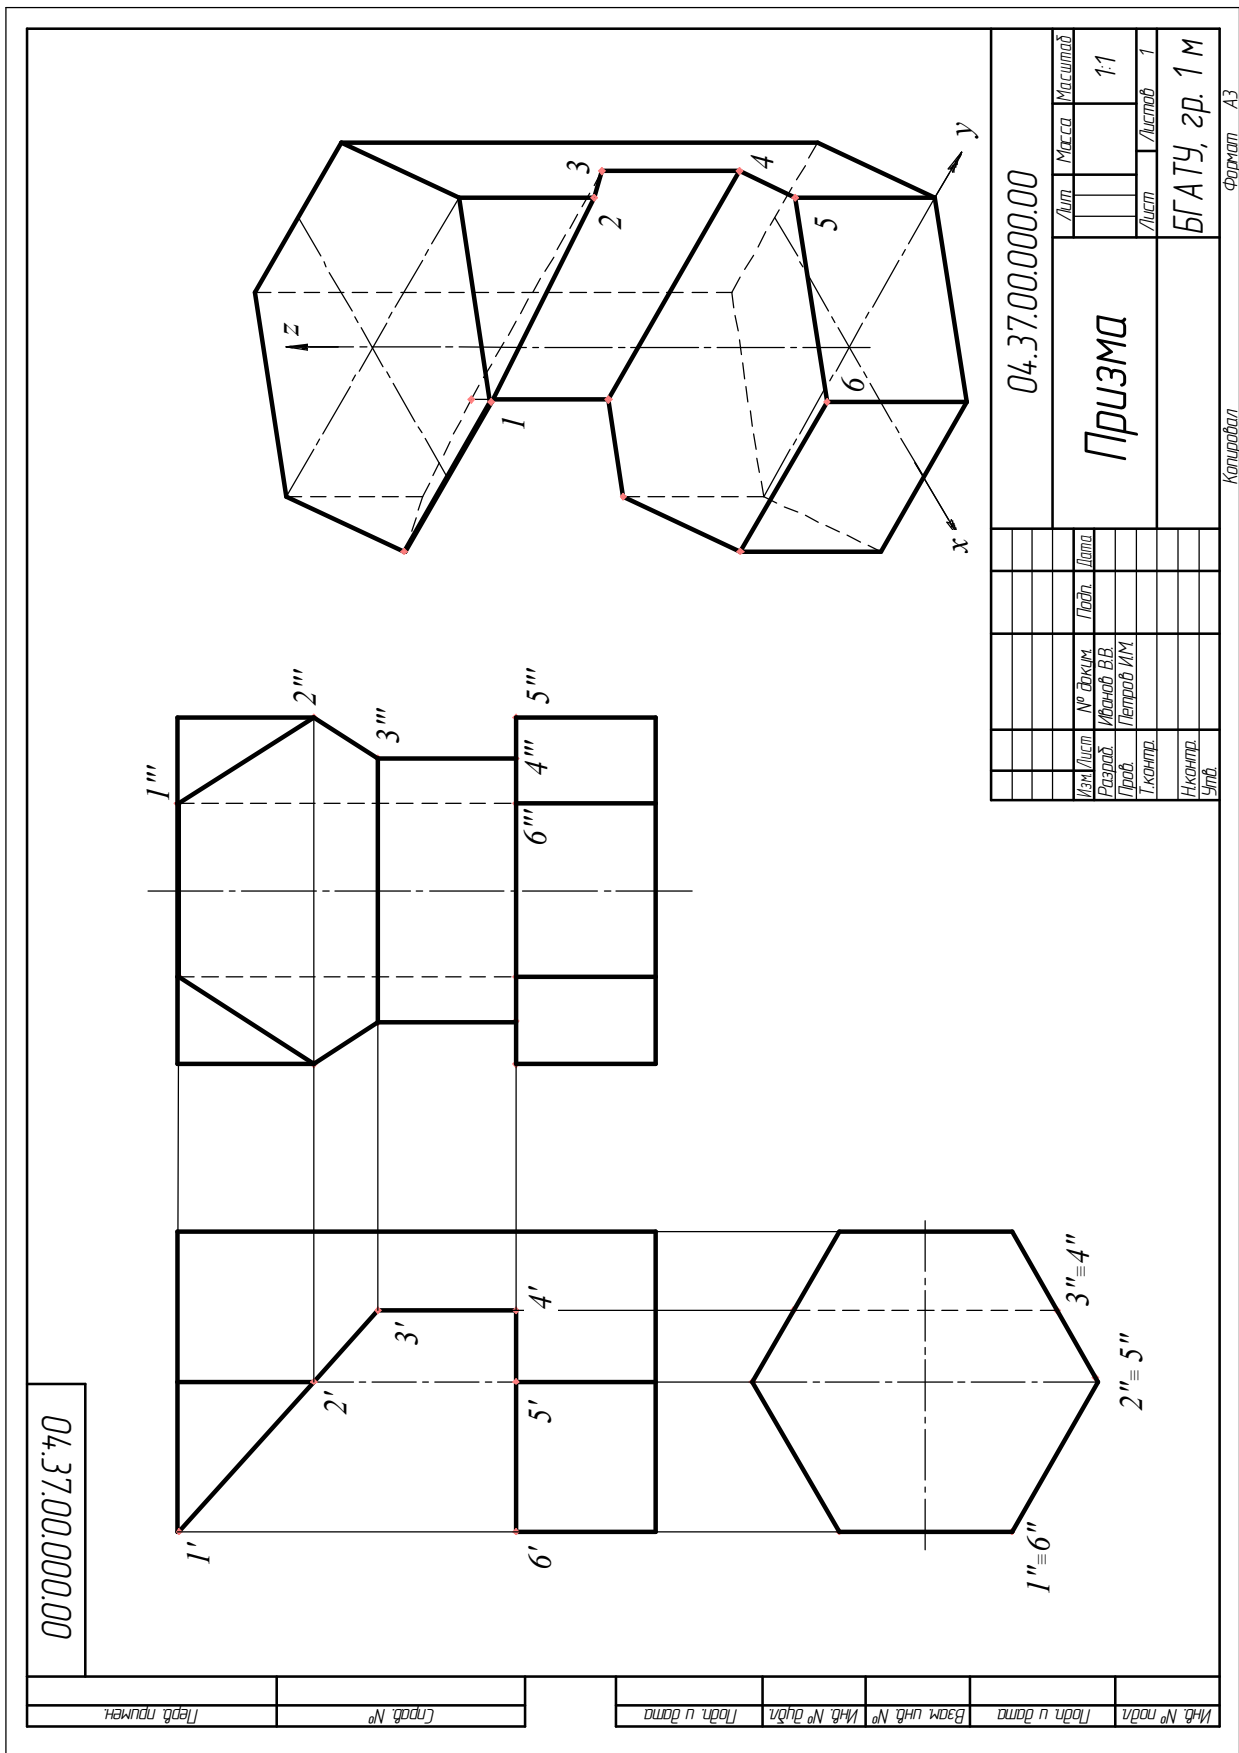 04.37.00.000.00
Перв. примен.
Справ. №
Подп. и дата
Инв. № дубл.
Взам. инв. №
Подп. и дата
Инв. № подл.
1'
2'
3'
4'
5'
6'
1'''
2'''
3'''
4'''
5'''
6'''
1''≡6''
2''≡5''
3''≡4''
z
x
y
1
2
3
4
5
6
04.37.00.000.00
Изм. Лист № докум. Подп. Дата
Разраб. Иванов В.В.
Пров. Петров И.М.
Т.контр.
Н.контр.
Утв.
Призма
Лит. Масса Масштаб
1:1
Лист Листов 1
БГАТУ, гр. 1 м
Копировал Формат А3